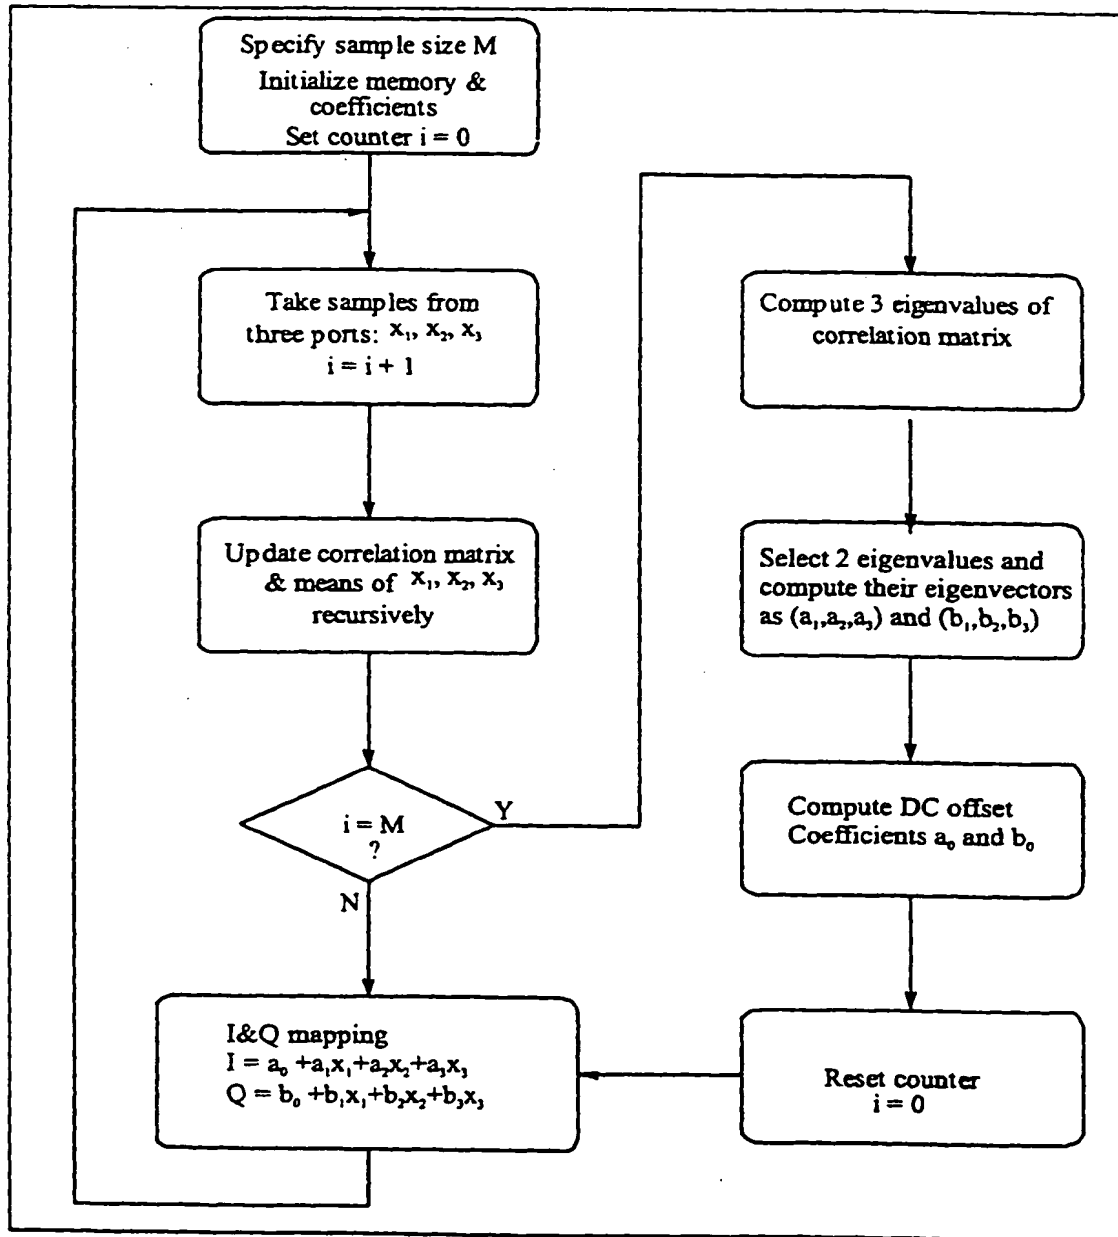 Specify sample size M
Initialize memory &
coefficients
Set counter i = 0
Take samples from
three ports: x₁, x₂, x₃
i = i + 1
Update correlation matrix
& means of x₁, x₂, x₃
recursively
i = M
?
Y
N
I&Q mapping
I = a₀ +a₁x₁+a₂x₂+a₃x₃
Q = b₀ +b₁x₁+b₂x₂+b₃x₃
Compute 3 eigenvalues of
correlation matrix
Select 2 eigenvalues and
compute their eigenvectors
as (a₁,a₂,a₃) and (b₁,b₂,b₃)
Compute DC offset
Coefficients a₀ and b₀
Reset counter
i = 0